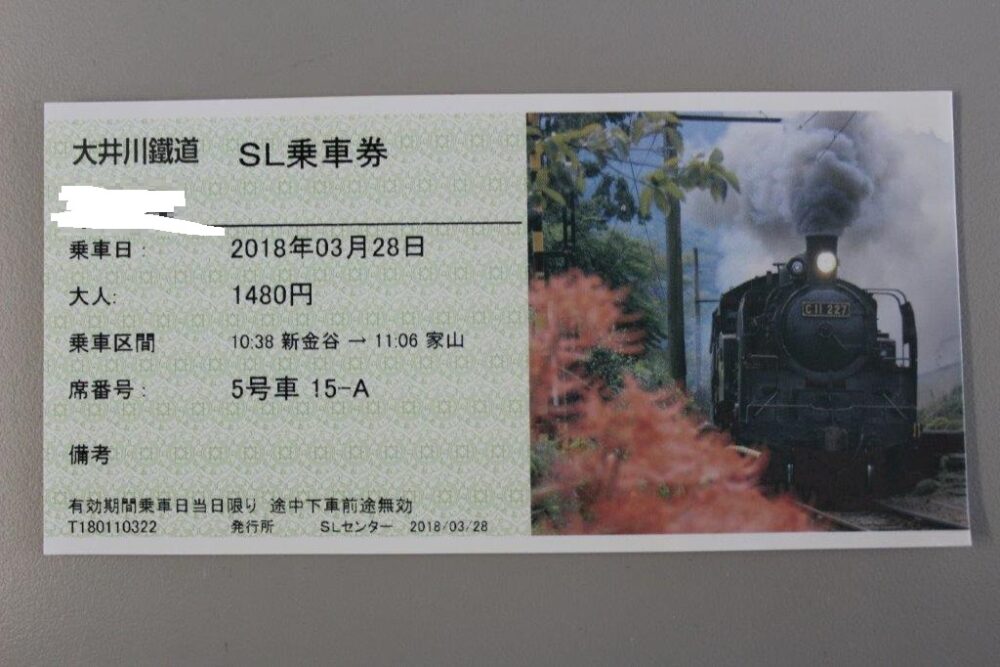 大井川鐵道 SL乗車券
乗車日: 2018年03月28日
大人: 1480円
乗車区間 10:38 新金谷 → 11:06 家山
席番号: 5号車 15-A
備考
有効期間乗車日当日限り 途中下車前途無効
T180110322 発行所 SLセンター 2018/03/28
C11 227